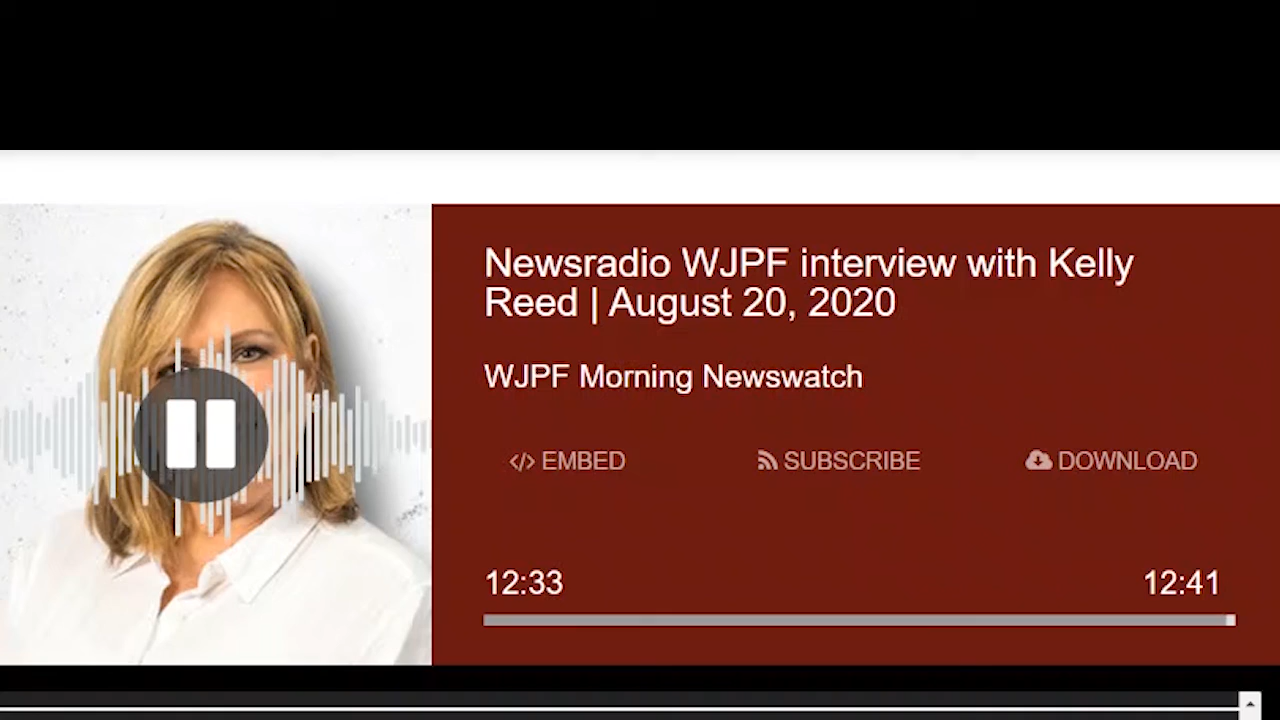 Newsradio WJPF interview with Kelly
Reed | August 20, 2020
WJPF Morning Newswatch
</> EMBED SUBSCRIBE DOWNLOAD
12:33 12:41